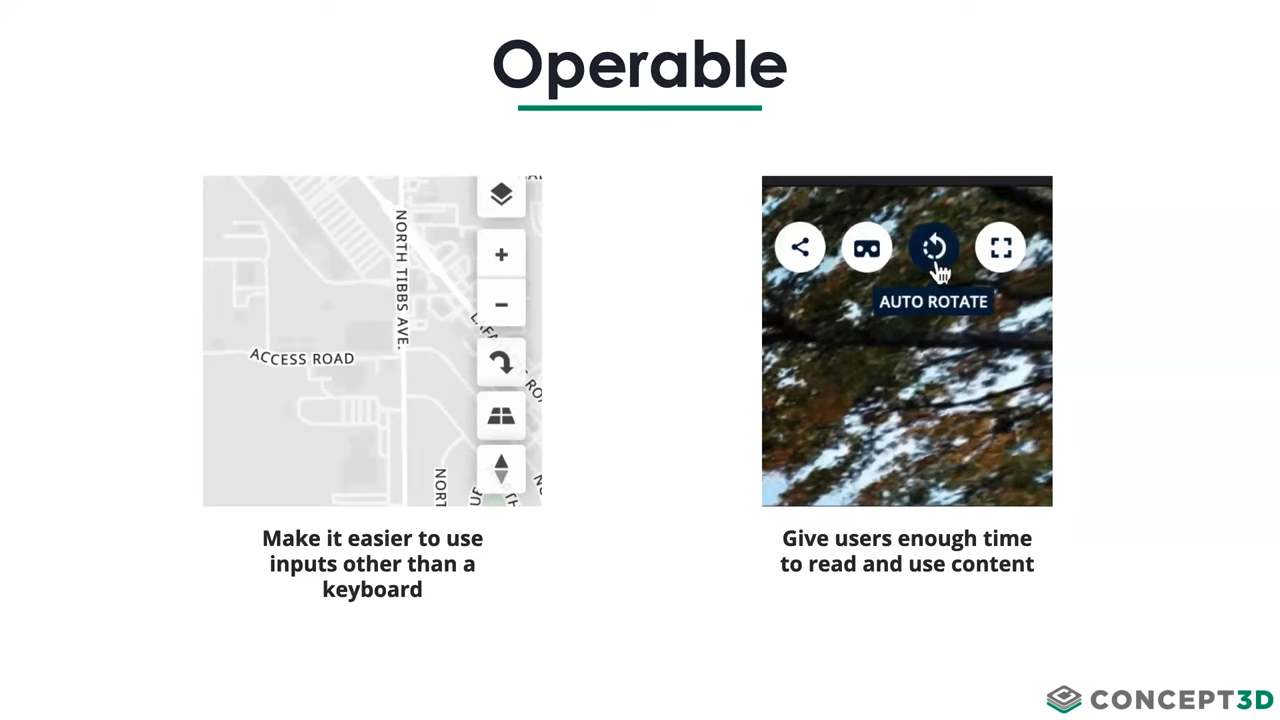 Operable
NORTH TIBBS AVE.
ACCESS ROAD
NORT
AUTO ROTATE
Make it easier to use
inputs other than a
keyboard
Give users enough time
to read and use content
CONCEPT3D